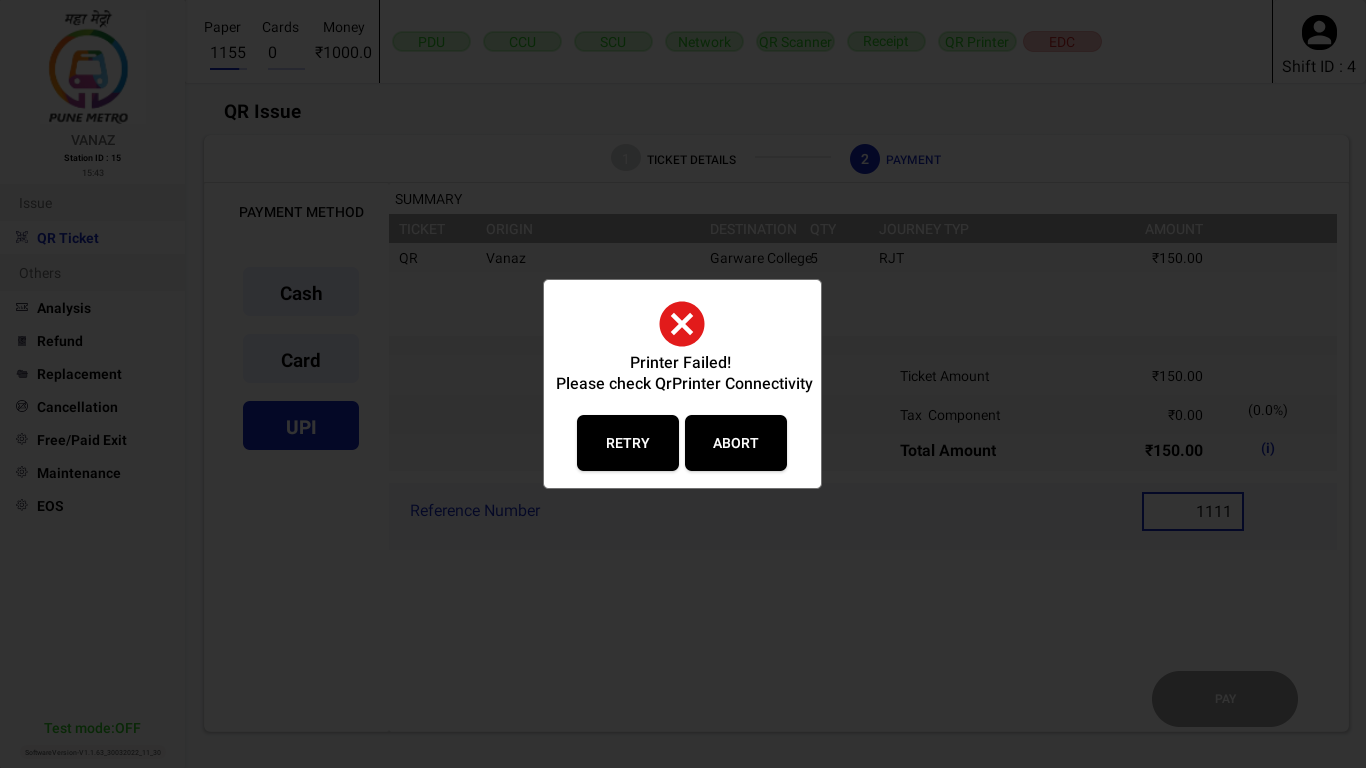 महा मेट्रो
PUNE METRO
VANAZ
Station ID : 15
15:43
Paper Cards Money
1155 0 ₹1000.0
PDU CCU SCU Network QR Scanner Receipt QR Printer EDC
Shift ID : 4
Issue
QR Ticket
Others
Analysis
Refund
Replacement
Cancellation
Free/Paid Exit
Maintenance
EOS
Test mode:OFF
QR Issue
1 TICKET DETAILS 2 PAYMENT
PAYMENT METHOD
Cash
Card
UPI
SUMMARY
TICKET ORIGIN DESTINATION QTY JOURNEY TYP AMOUNT
QR Vanaz Garware College 5 RJT ₹150.00
Ticket Amount ₹150.00
Tax Component ₹0.00 (0.0%)
Total Amount ₹150.00 (i)
Reference Number 1111
PAY
Printer Failed!
Please check QrPrinter Connectivity
RETRY ABORT